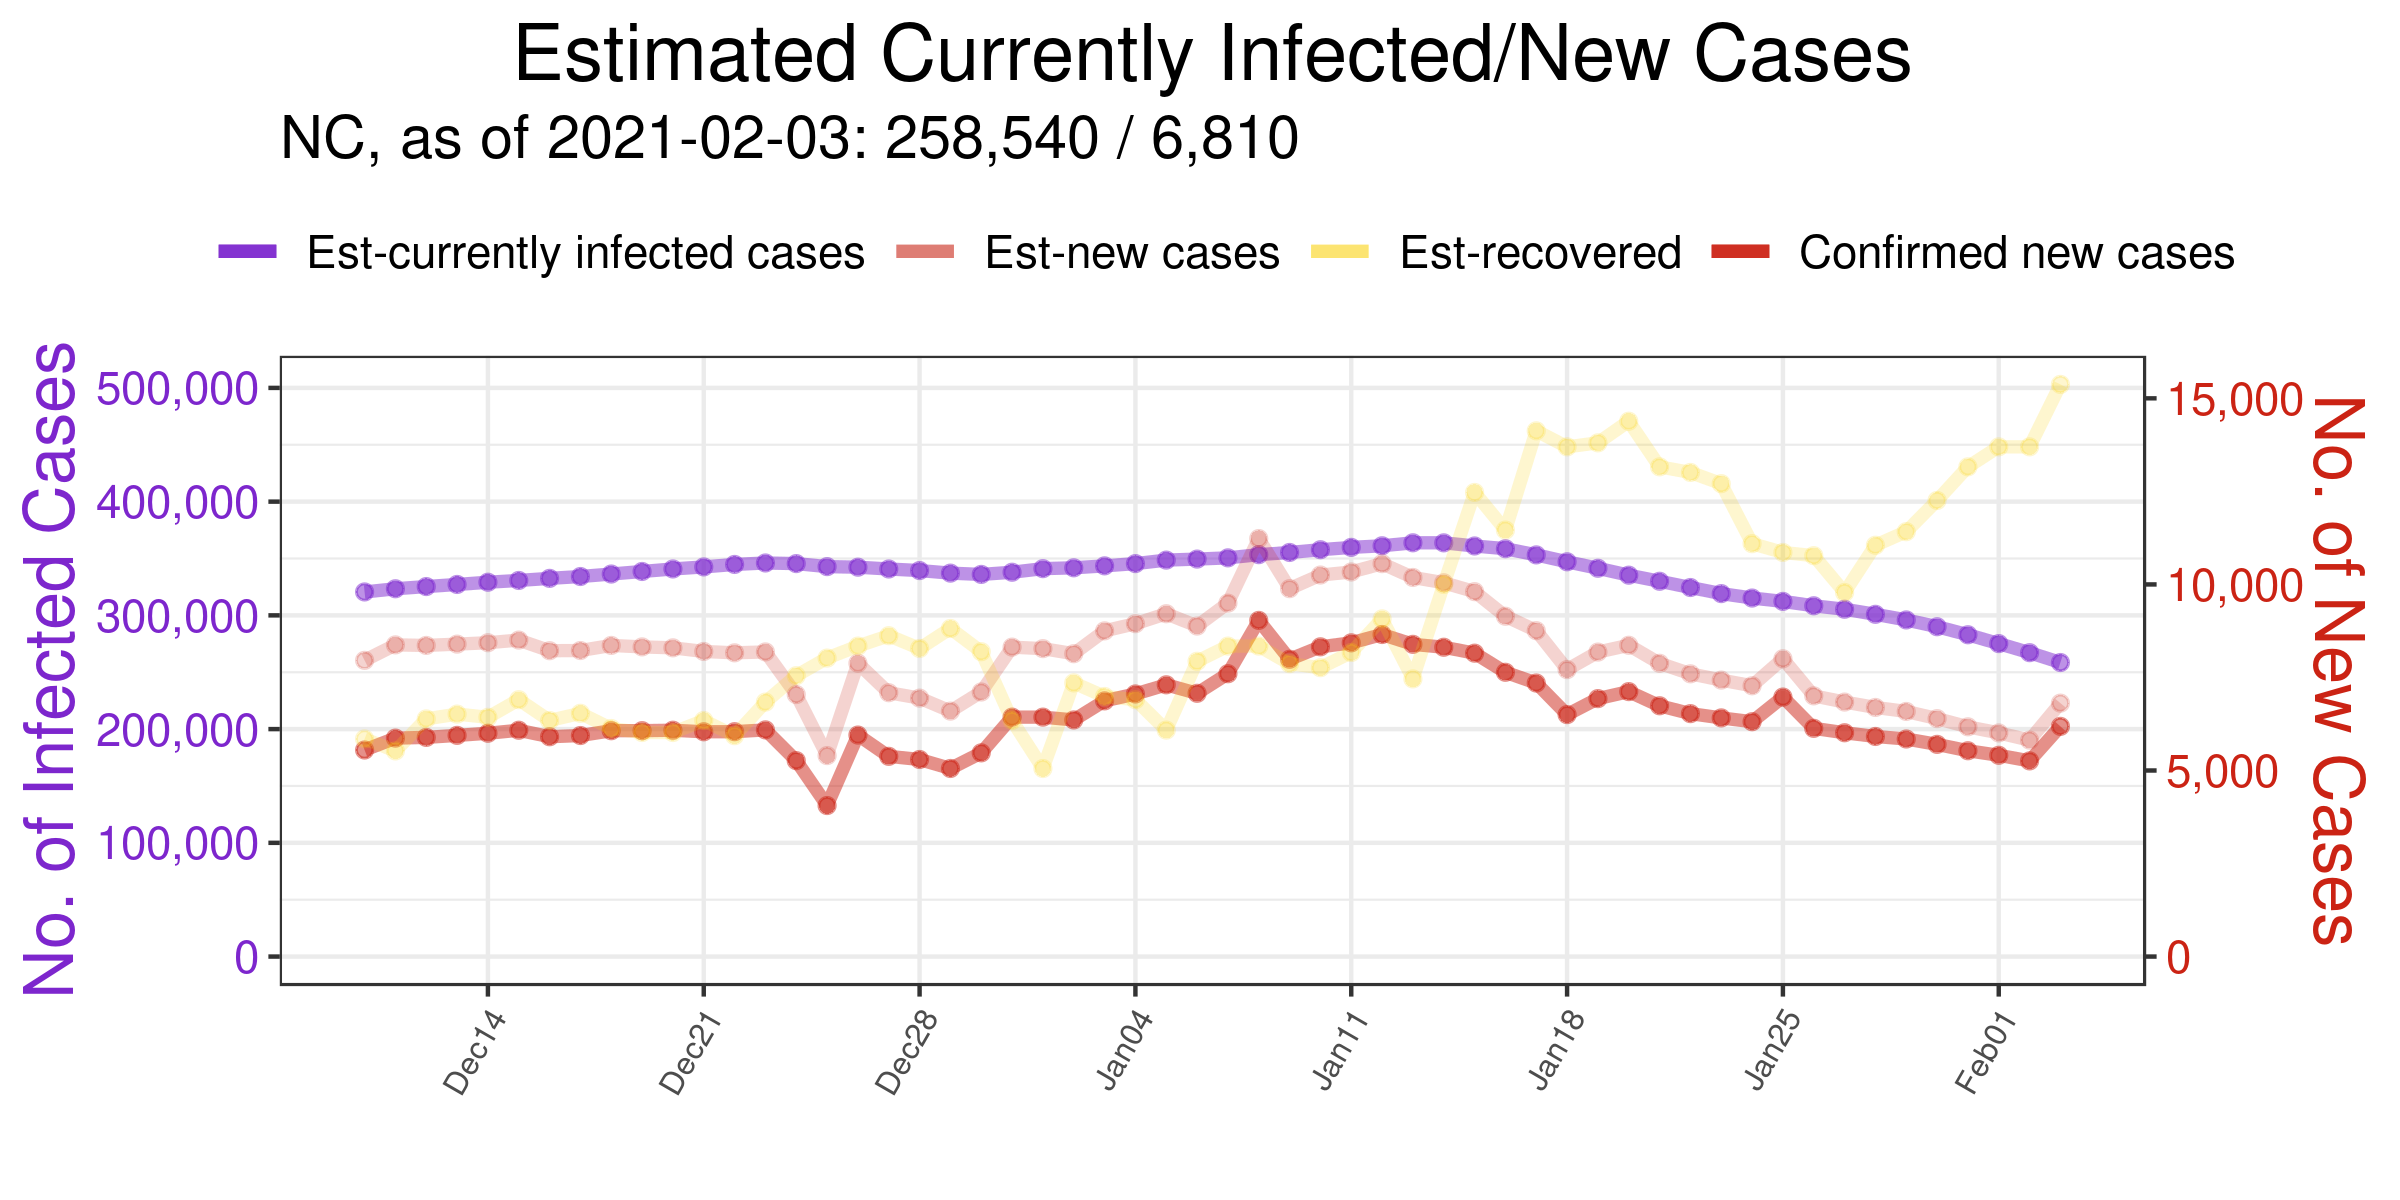 Estimated Currently Infected/New Cases
NC, as of 2021-02-03: 258,540 / 6,810
Est-currently infected cases Est-new cases Est-recovered Confirmed new cases
No. of Infected Cases
500,000
400,000
300,000
200,000
100,000
0
15,000
10,000
5,000
0
No. of New Cases
Dec14 Dec21 Dec28 Jan04 Jan11 Jan18 Jan25 Feb01